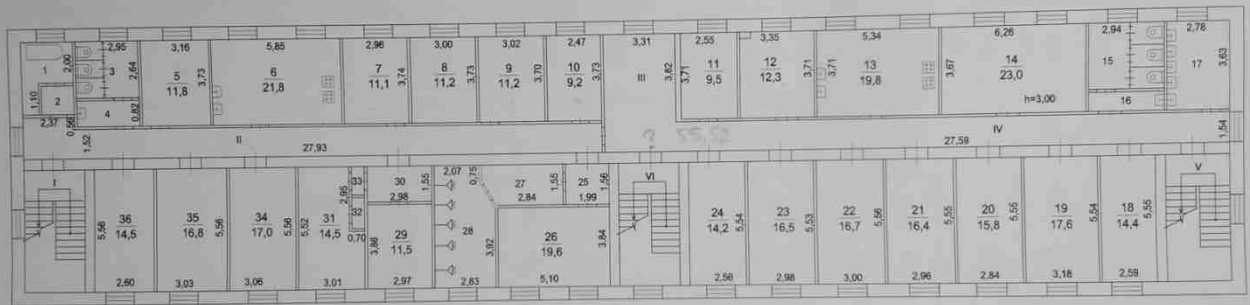 2,95 3,16 5,85 2,96 3,00 3,02 2,47 3,31 2,55 3,35 5,34 6,26 2,94 2,78
1 2,00 3 2,64 5 11,8 3,73 6 21,8 7 11,1 3,74 8 11,2 3,73 9 11,2 3,70 10 9,2 3,73 III 3,82 3,71 11 9,5 12 12,3 3,71 3,71 13 19,8 3,67 14 23,0 15 17 3,63
1,10 2 4 0,82 h=3,00 16
2,37 0,56 1,52 II 27,93 27,59 IV 1,54
2,07 0,75
I 33 30 1,55 27 1,55 25 1,56 VI V
2,95 2,98 2,84 1,99
5,56 36 14,5 35 16,8 5,56 34 17,0 5,56 5,52 31 14,5 32 0,70 3,86 29 11,5 28 3,92 26 19,6 3,84 24 14,2 5,54 23 16,5 5,53 22 16,7 5,56 21 16,4 5,55 20 15,8 5,55 19 17,6 5,54 18 14,4 5,55
2,60 3,03 3,06 3,01 2,97 2,83 5,10 2,56 2,98 3,00 2,96 2,84 3,18 2,59